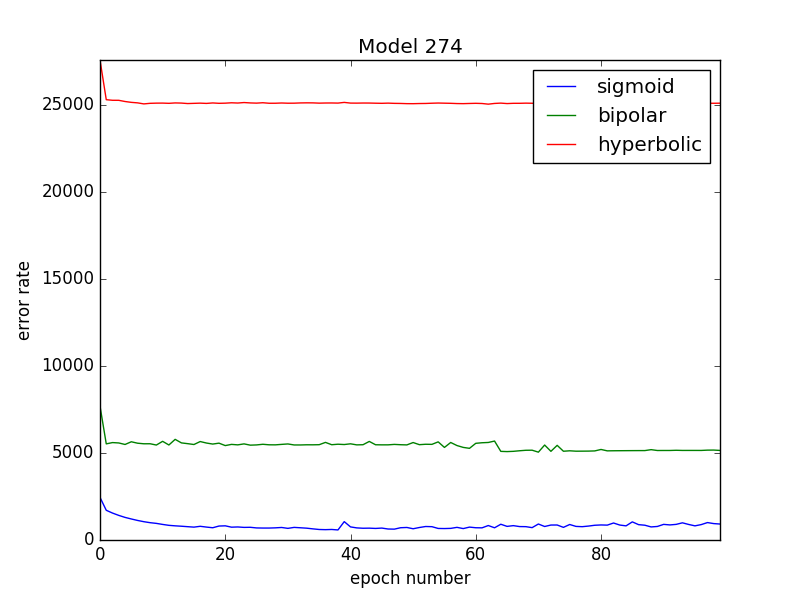 Model 274
sigmoid
bipolar
hyperbolic
error rate
25000
20000
15000
10000
5000
0
0 20 40 60 80
epoch number